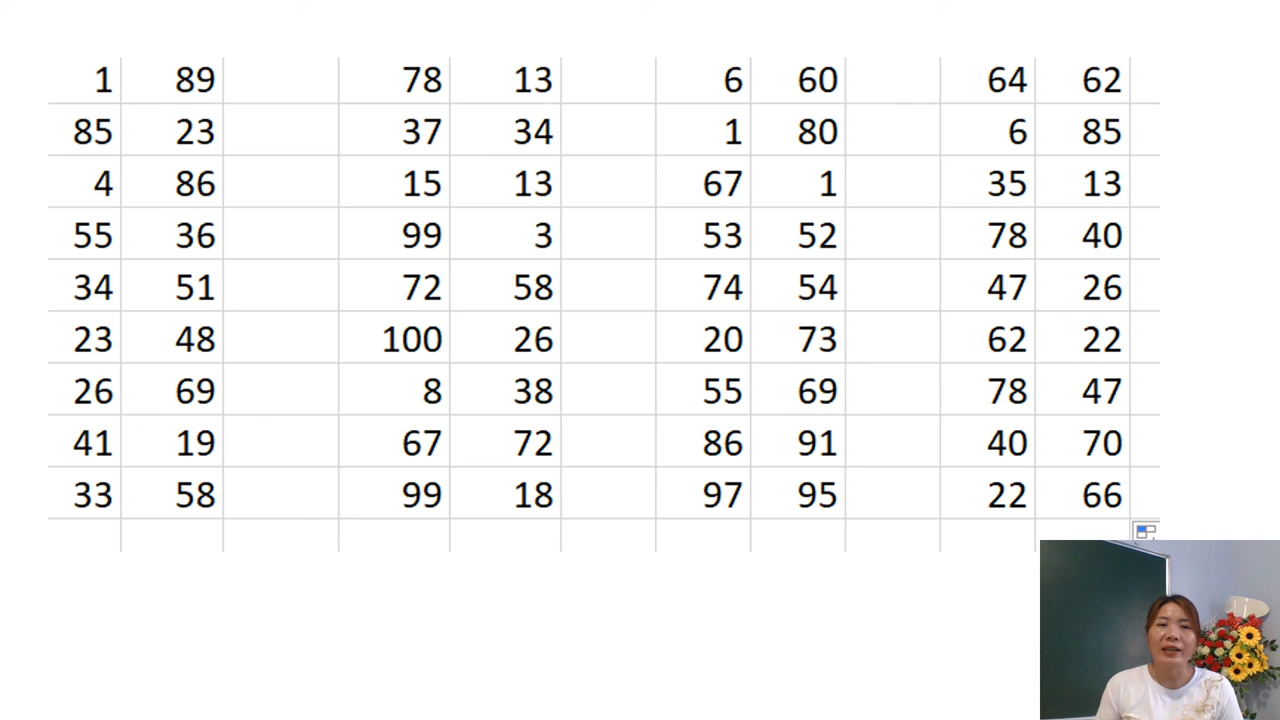 1 89 78 13 6 60 64 62
85 23 37 34 1 80 6 85
4 86 15 13 67 1 35 13
55 36 99 3 53 52 78 40
34 51 72 58 74 54 47 26
23 48 100 26 20 73 62 22
26 69 8 38 55 69 78 47
41 19 67 72 86 91 40 70
33 58 99 18 97 95 22 66